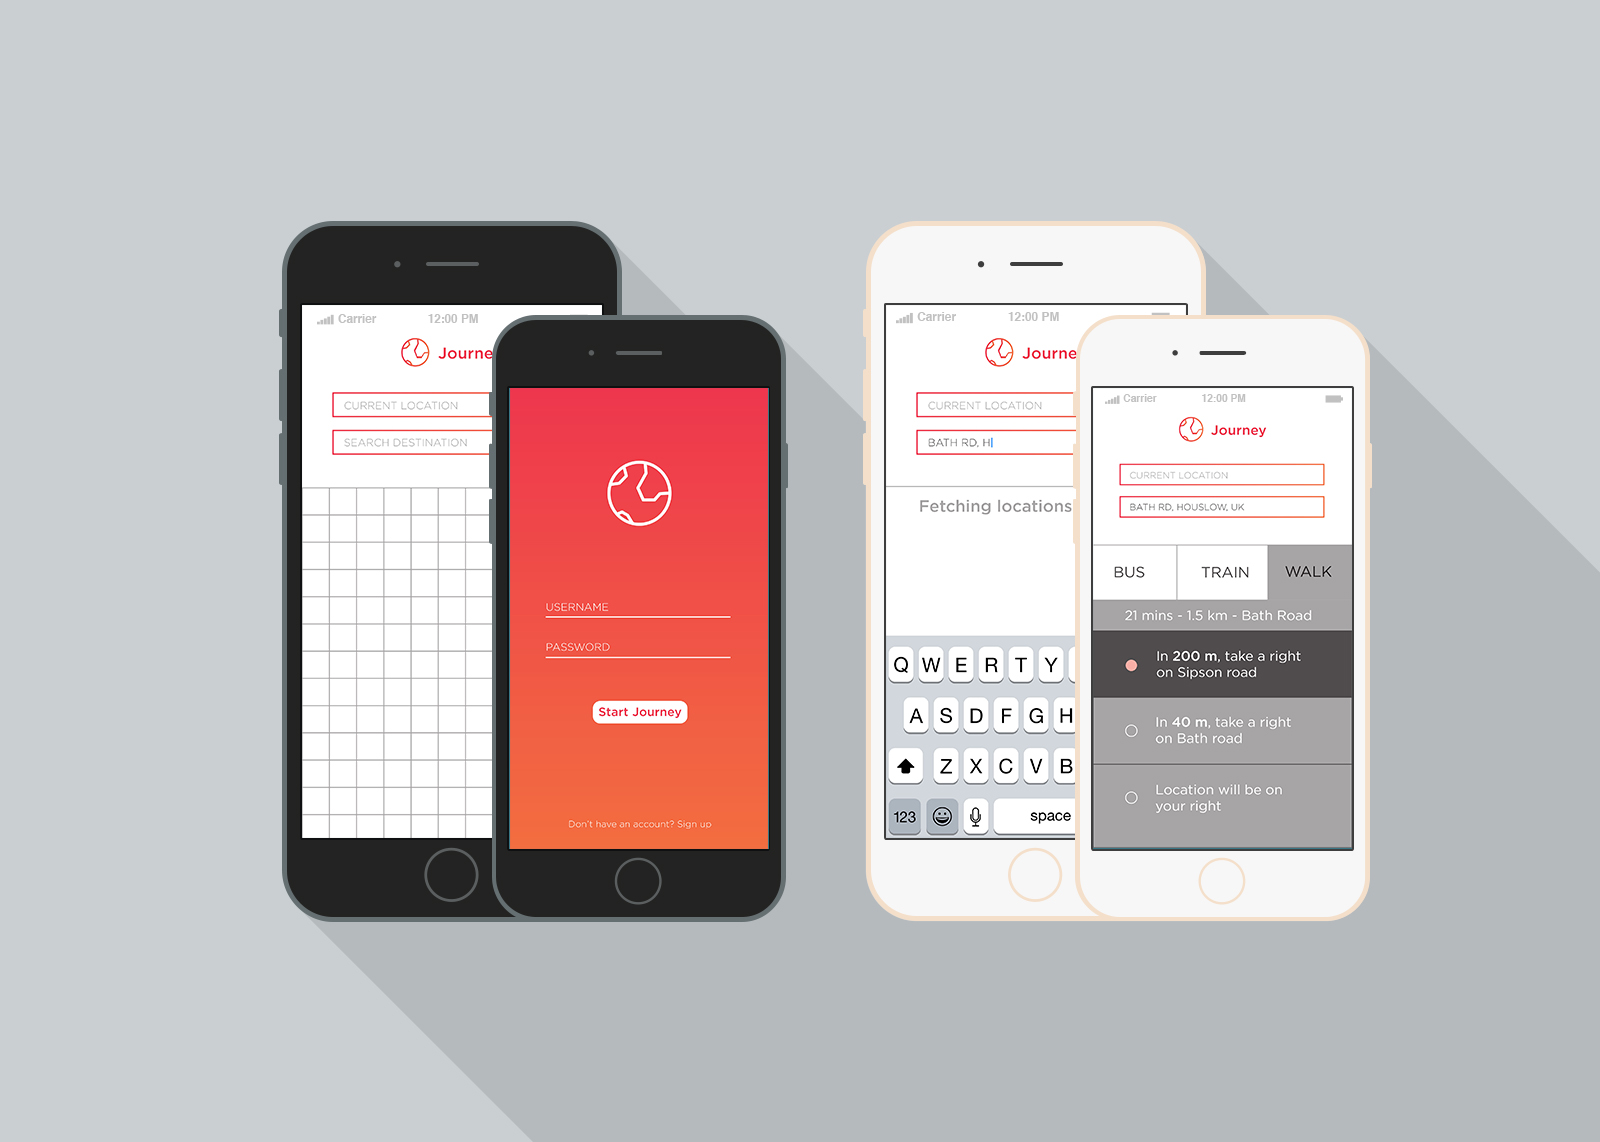 Carrier 12:00 PM
Journe
CURRENT LOCATION
SEARCH DESTINATION
USERNAME
PASSWORD
Start Journey
Don't have an account? Sign up
Carrier 12:00 PM
Journe
CURRENT LOCATION
BATH RD, H
Fetching locations
Q W E R T Y
A S D F G H
Z X C V B
123 space
Carrier 12:00 PM
Journey
CURRENT LOCATION
BATH RD, HOUSLOW, UK
BUS TRAIN WALK
21 mins - 1.5 km - Bath Road
In 200 m, take a right
on Sipson road
In 40 m, take a right
on Bath road
Location will be on
your right